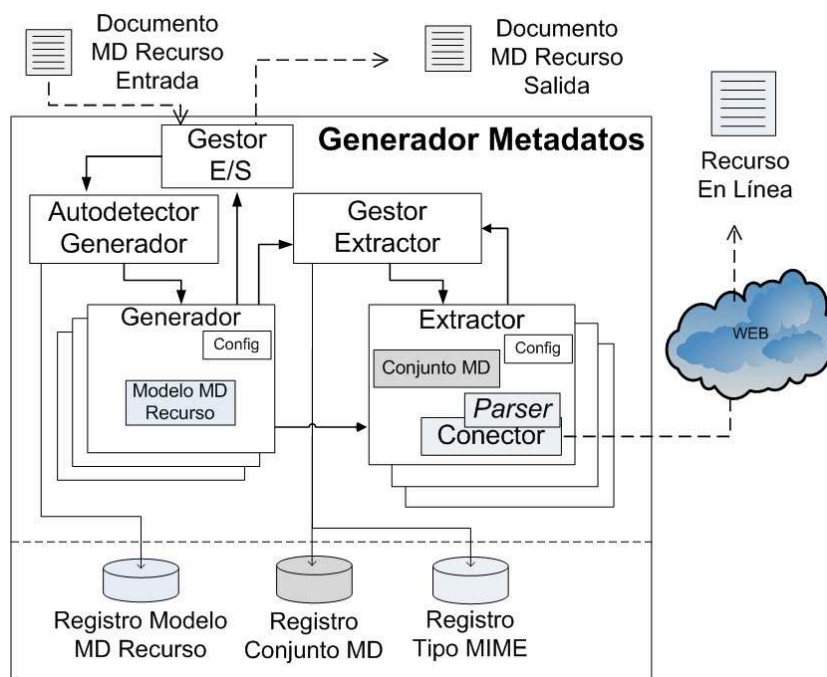 Documento
MD Recurso
Entrada
Documento
MD Recurso
Salida
Generador Metadatos
Gestor
E/S
Recurso
En Línea
Autodetector
Generador
Gestor
Extractor
Generador
Config
Modelo MD
Recurso
Extractor
Config
Conjunto MD
Parser
Conector
WEB
Registro Modelo
MD Recurso
Registro
Conjunto MD
Registro
Tipo MIME